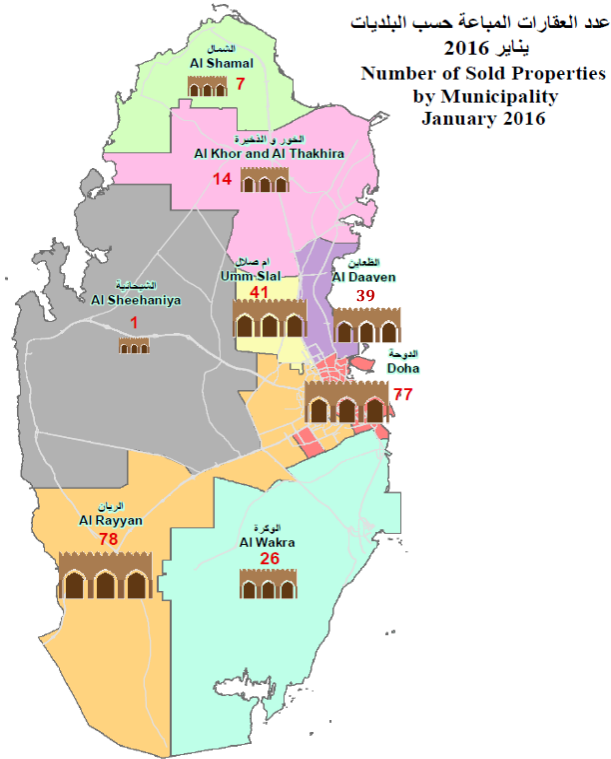 عدد العقارات المباعة حسب البلديات
يناير 2016
Number of Sold Properties
by Municipality
January 2016
الشمال
Al Shamal
7
الخور و الذخيرة
Al Khor and Al Thakhira
14
ام صلال
Umm Slal
41
الظعاين
Al Daayen
39
الشيحانية
Al Sheehaniya
1
الدوحة
Doha
77
الريان
Al Rayyan
78
الوكرة
Al Wakra
26